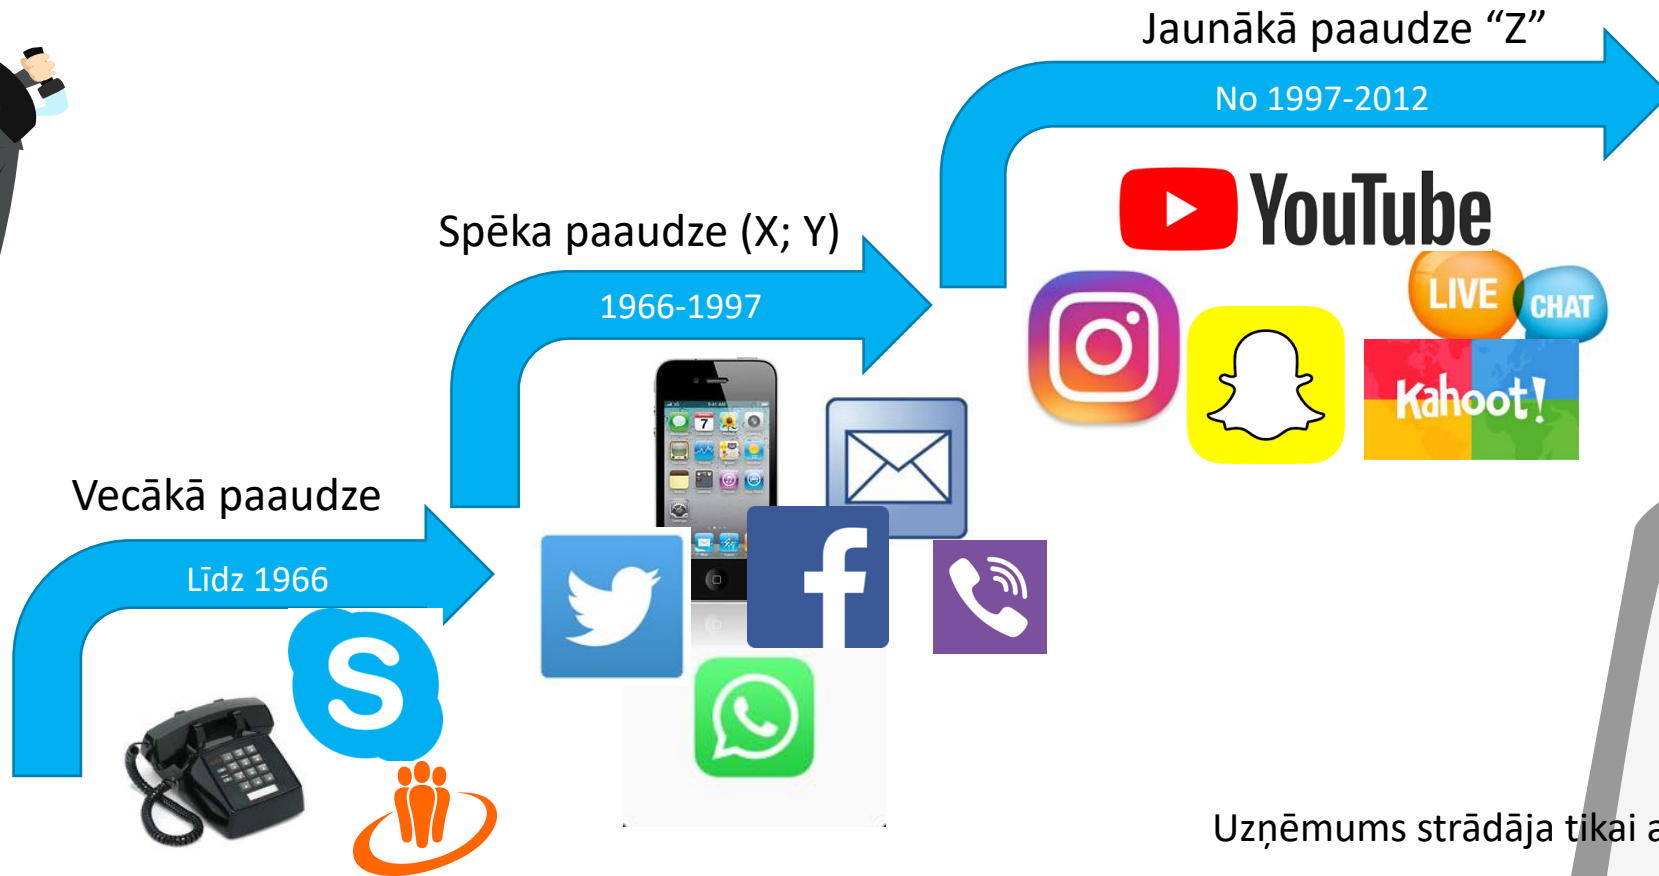 Jaunākā paaudze “Z”
No 1997-2012
YouTube
Spēka paaudze (X; Y)
1966-1997
LIVE
CHAT
Kahoot!
Vecākā paaudze
Līdz 1966
Uzņēmums strādāja tikai a